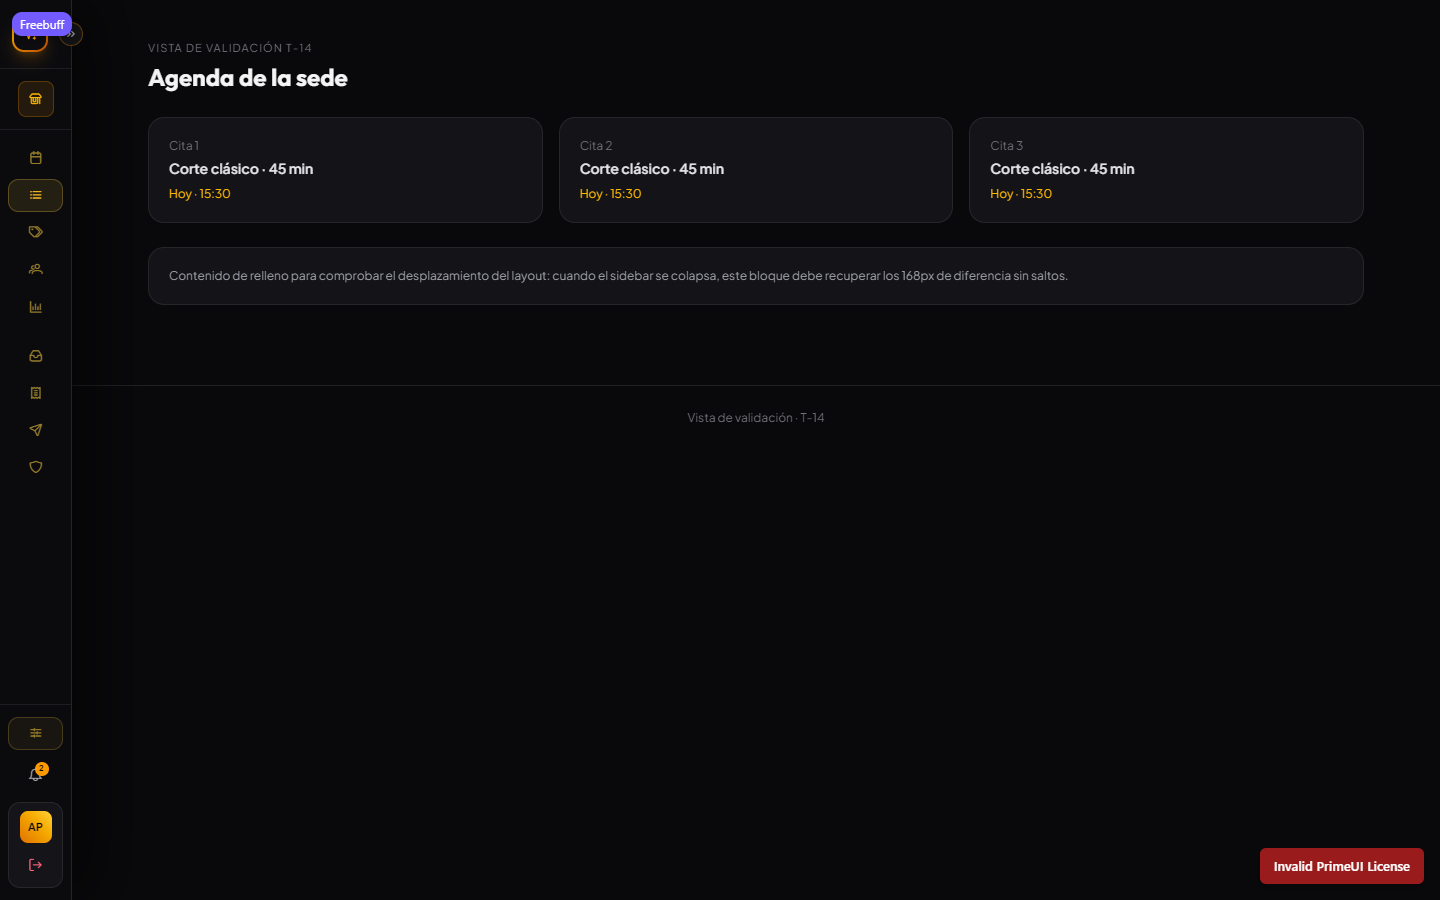 Freebuff
VISTA DE VALIDACIÓN T-14
Agenda de la sede
Cita 1
Corte clásico · 45 min
Hoy · 15:30
Cita 2
Corte clásico · 45 min
Hoy · 15:30
Cita 3
Corte clásico · 45 min
Hoy · 15:30
Contenido de relleno para comprobar el desplazamiento del layout: cuando el sidebar se colapsa, este bloque debe recuperar los 168px de diferencia sin saltos.
Vista de validación · T-14
2
AP
Invalid PrimeUI License